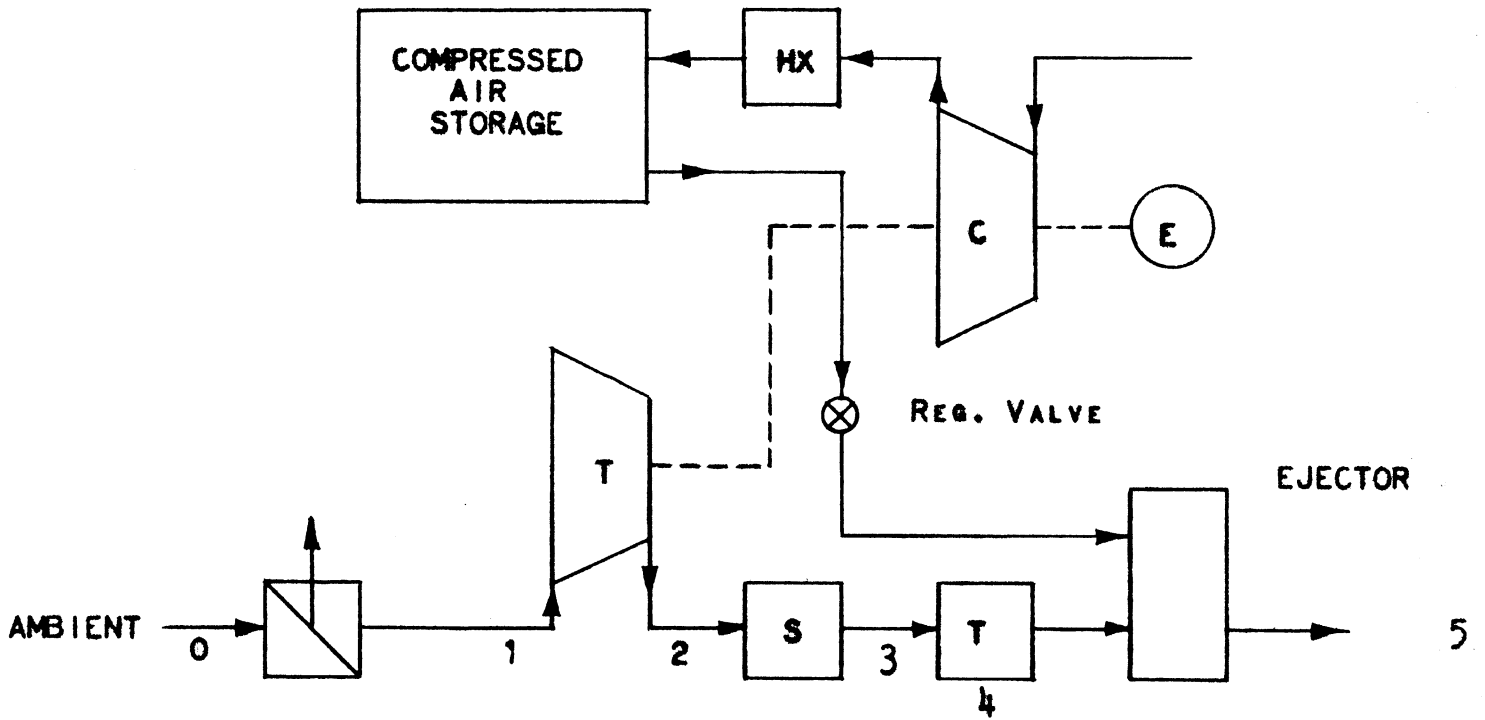 COMPRESSED
AIR
STORAGE
HX
C
E
T
REG. VALVE
EJECTOR
AMBIENT
0
1
2
S
3
T
4
5